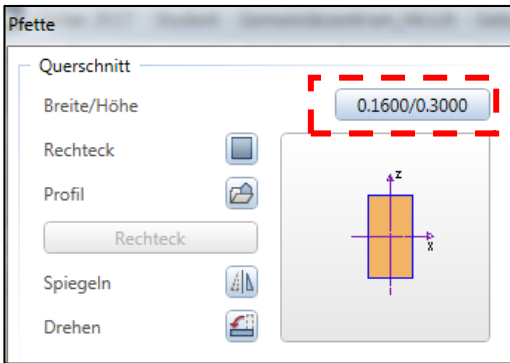 Pfette
Querschnitt
Breite/Höhe 0.1600/0.3000
Rechteck
Profil
Rechteck
Spiegeln
Drehen
z
x